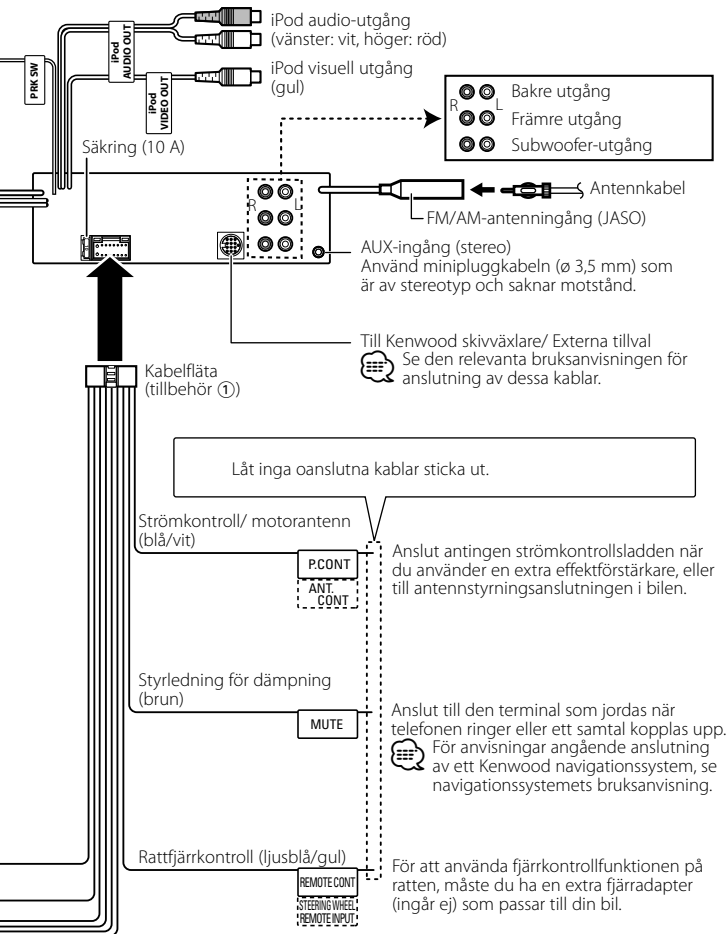 iPod audio-utgång
(vänster: vit, höger: röd)
iPod
AUDIO OUT
iPod visuell utgång
(gul)
iPod
VIDEO OUT
PRK SW
Säkring (10 A)
R
L
Bakre utgång
Främre utgång
Subwoofer-utgång
R
L
Antennkabel
FM/AM-antenningång (JASO)
AUX-ingång (stereo)
Använd minipluggkabeln (ø 3,5 mm) som
är av stereotyp och saknar motstånd.
Till Kenwood skivväxlare/ Externa tillval
Se den relevanta bruksanvisningen för
anslutning av dessa kablar.
Kabelfläta
(tillbehör ①)
Låt inga oanslutna kablar sticka ut.
Strömkontroll/ motorantenn
(blå/vit)
P.CONT
ANT.
CONT
Anslut antingen strömkontrollsladden när
du använder en extra effektförstärkare, eller
till antennstyrningsanslutningen i bilen.
Styrledning för dämpning
(brun)
MUTE
Anslut till den terminal som jordas när
telefonen ringer eller ett samtal kopplas upp.
För anvisningar angående anslutning
av ett Kenwood navigationssystem, se
navigationssystemets bruksanvisning.
Rattfjärrkontroll (ljusblå/gul)
REMOTE CONT
STEERING WHEEL
REMOTE INPUT
För att använda fjärrkontrollfunktionen på
ratten, måste du ha en extra fjärradapter
(ingår ej) som passar till din bil.